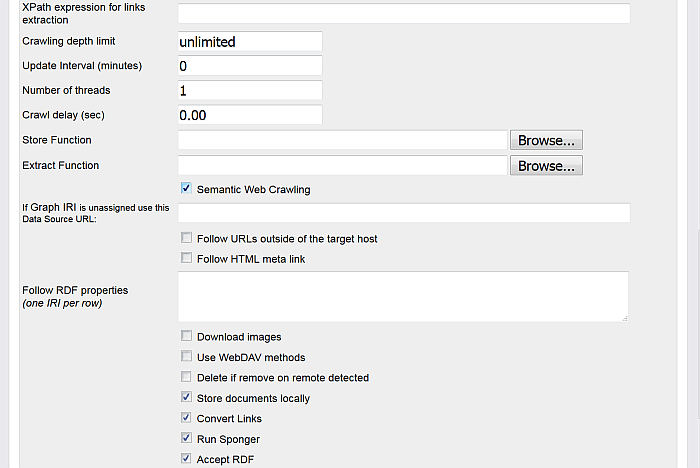 XPath expression for links
extraction
Crawling depth limit unlimited
Update Interval (minutes) 0
Number of threads 1
Crawl delay (sec) 0.00
Store Function Browse...
Extract Function Browse...
Semantic Web Crawling
If Graph IRI is unassigned use this
Data Source URL:
Follow URLs outside of the target host
Follow HTML meta link
Follow RDF properties
(one IRI per row)
Download images
Use WebDAV methods
Delete if remove on remote detected
Store documents locally
Convert Links
Run Sponger
Accept RDF